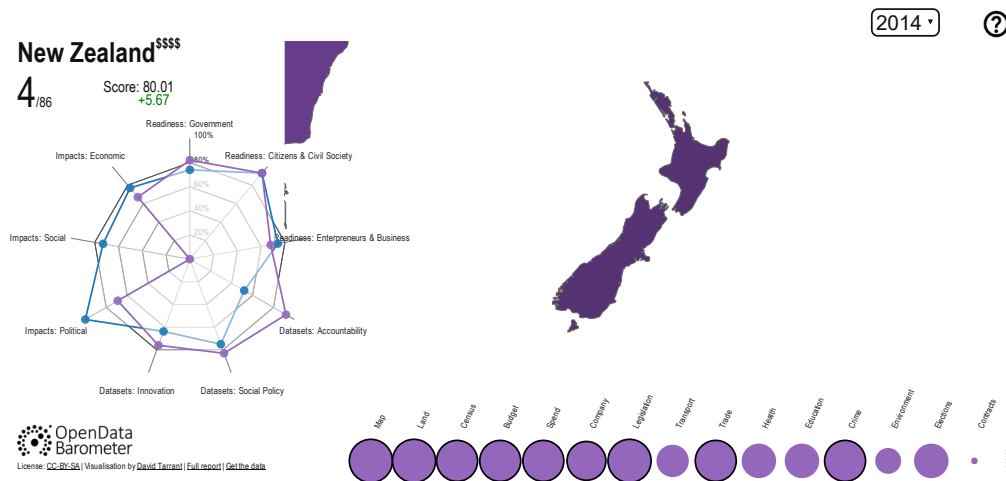 2014
?
New Zealand$$$$
4/86
Score: 80.01
+5.67
Readiness: Government
100%
80%
60%
40%
20%
Impacts: Economic
Readiness: Citizens & Civil Society
Impacts: Social
Readiness: Enterpreneurs & Business
Impacts: Political
Datasets: Accountability
Datasets: Innovation
Datasets: Social Policy
Map
Land
Census
Budget
Spend
Company
Legislation
Transport
Trade
Health
Education
Crime
Environment
Elections
Contracts
OpenData
Barometer
License: CC-BY-SA | Visualisation by David Tarrant | Full report | Get the data